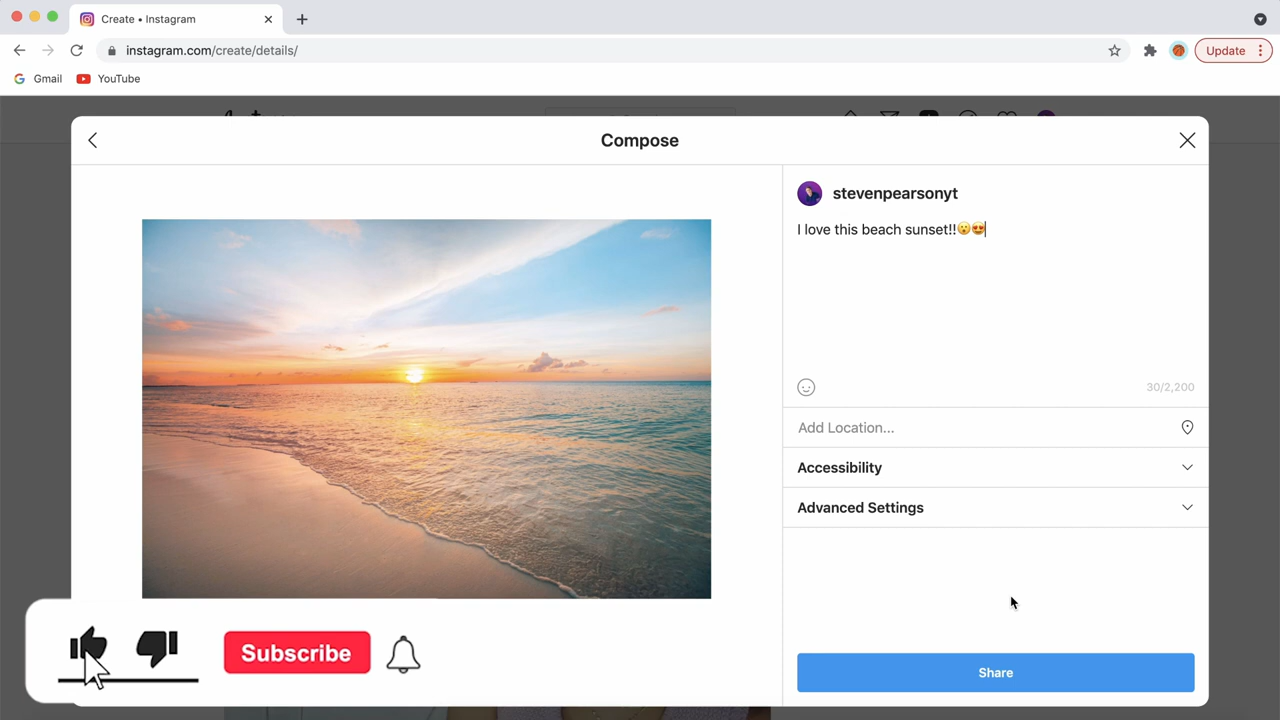 Create • Instagram
instagram.com/create/details/
Update
Gmail
YouTube
Compose
stevenpearsonyt
I love this beach sunset!!😮😍
30/2,200
Add Location...
Accessibility
Advanced Settings
Share
Subscribe